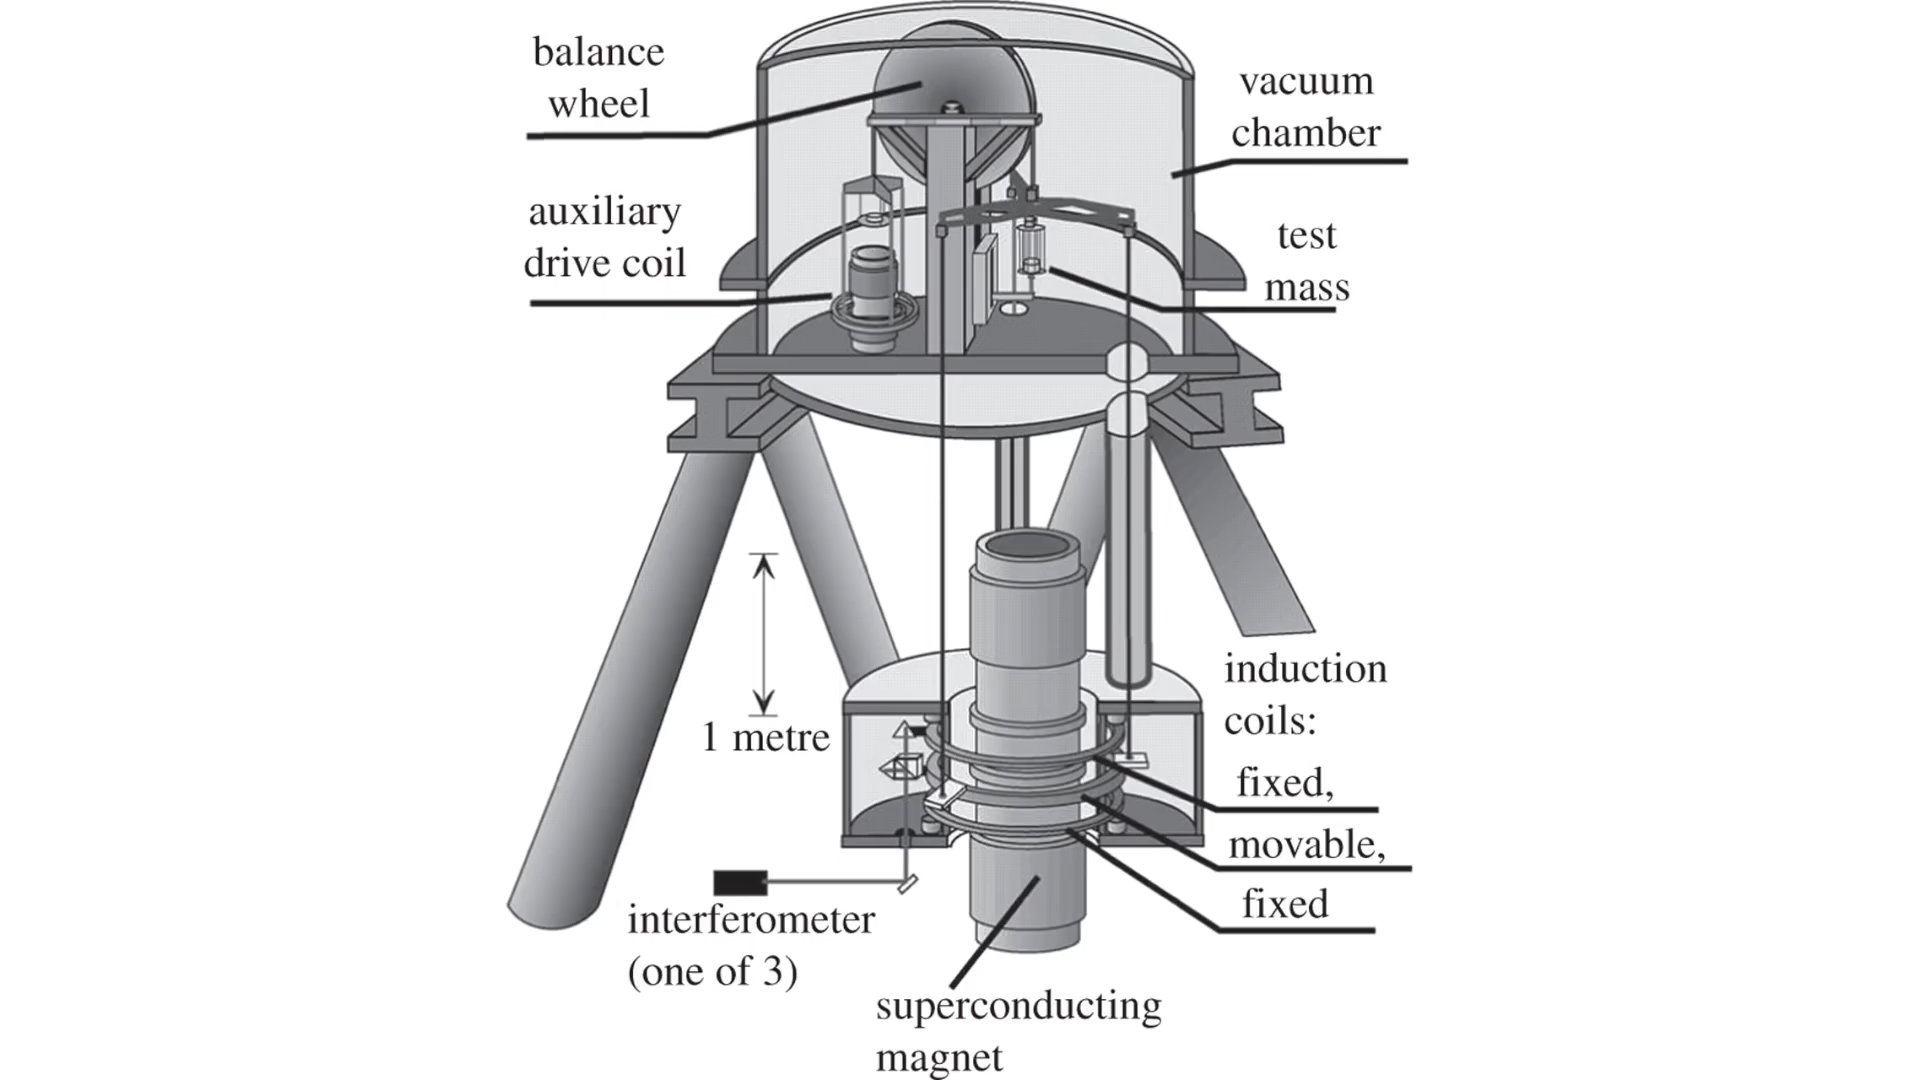 balance
wheel
vacuum
chamber
auxiliary
drive coil
test
mass
induction
coils:
1 metre
fixed,
movable,
fixed
interferometer
(one of 3)
superconducting
magnet